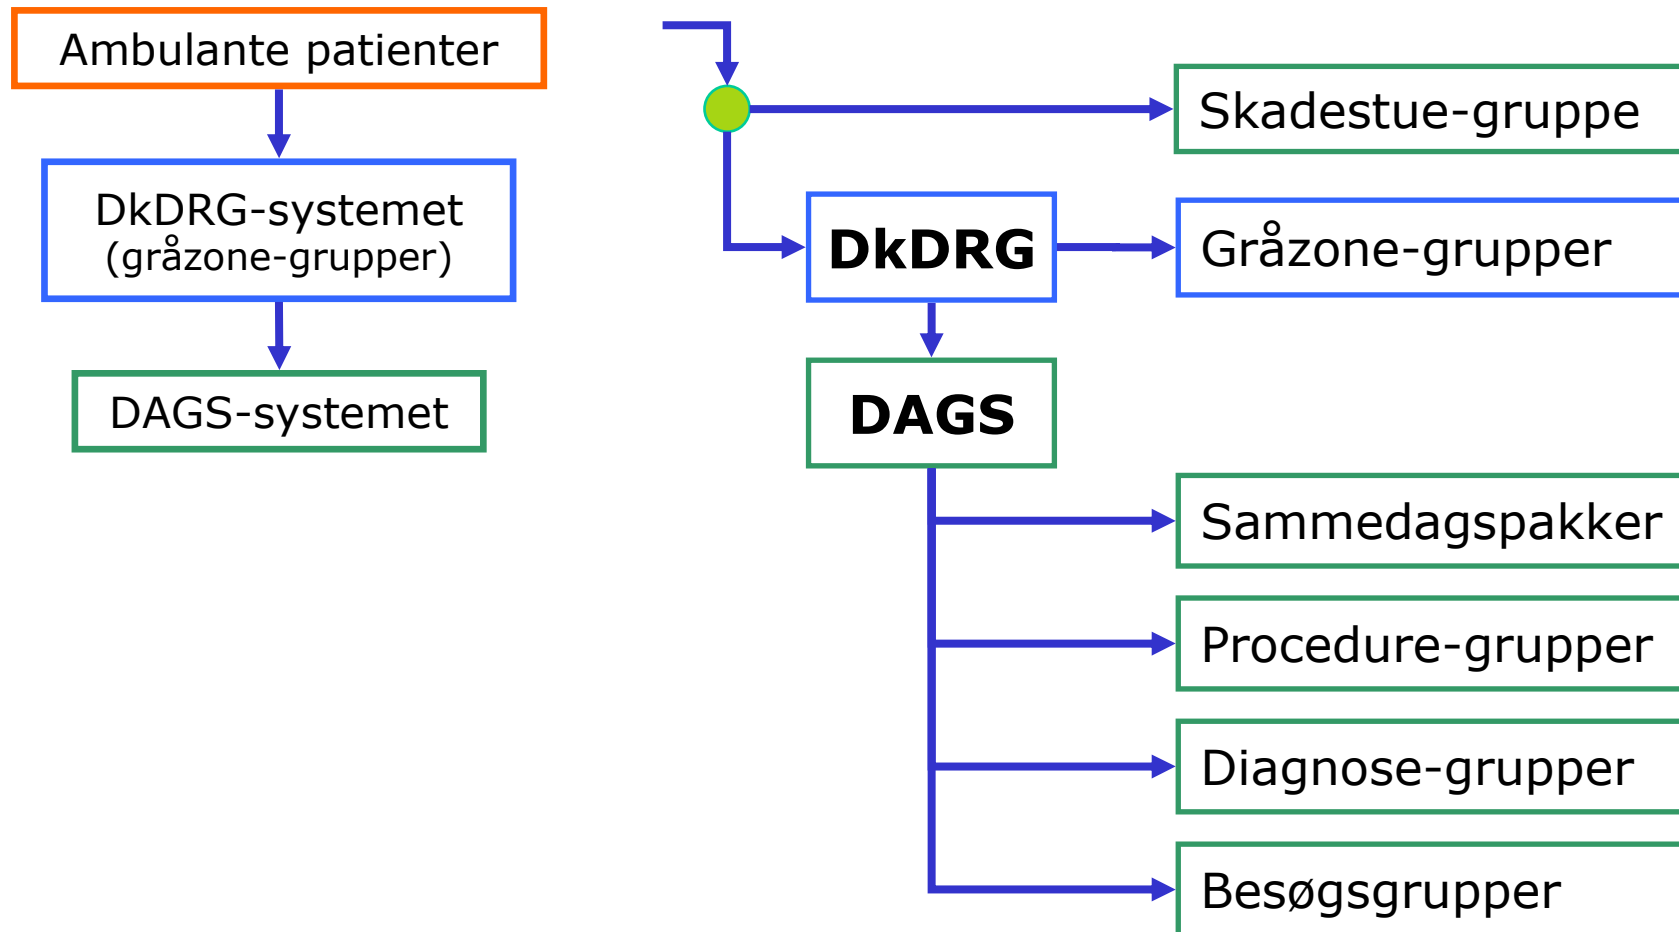 Ambulante patienter
DkDRG-systemet
(gråzone-grupper)
DAGS-systemet
Skadestue-gruppe
DkDRG
Gråzone-grupper
DAGS
Sammedagspakker
Procedure-grupper
Diagnose-grupper
Besøgsgrupper